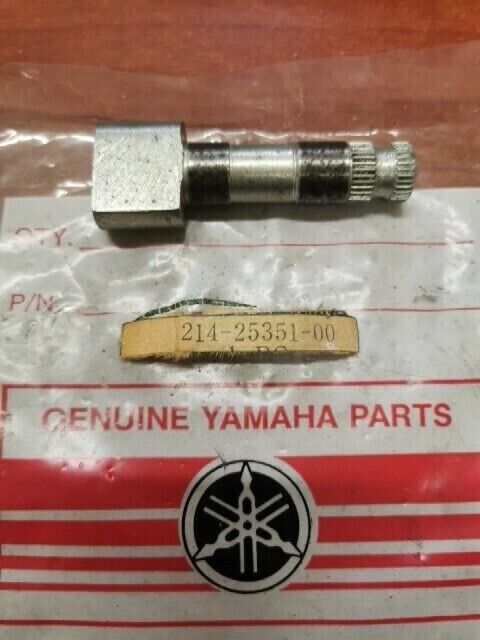 QTY.
P/N
214-25351-00
GENUINE YAMAHA PARTS